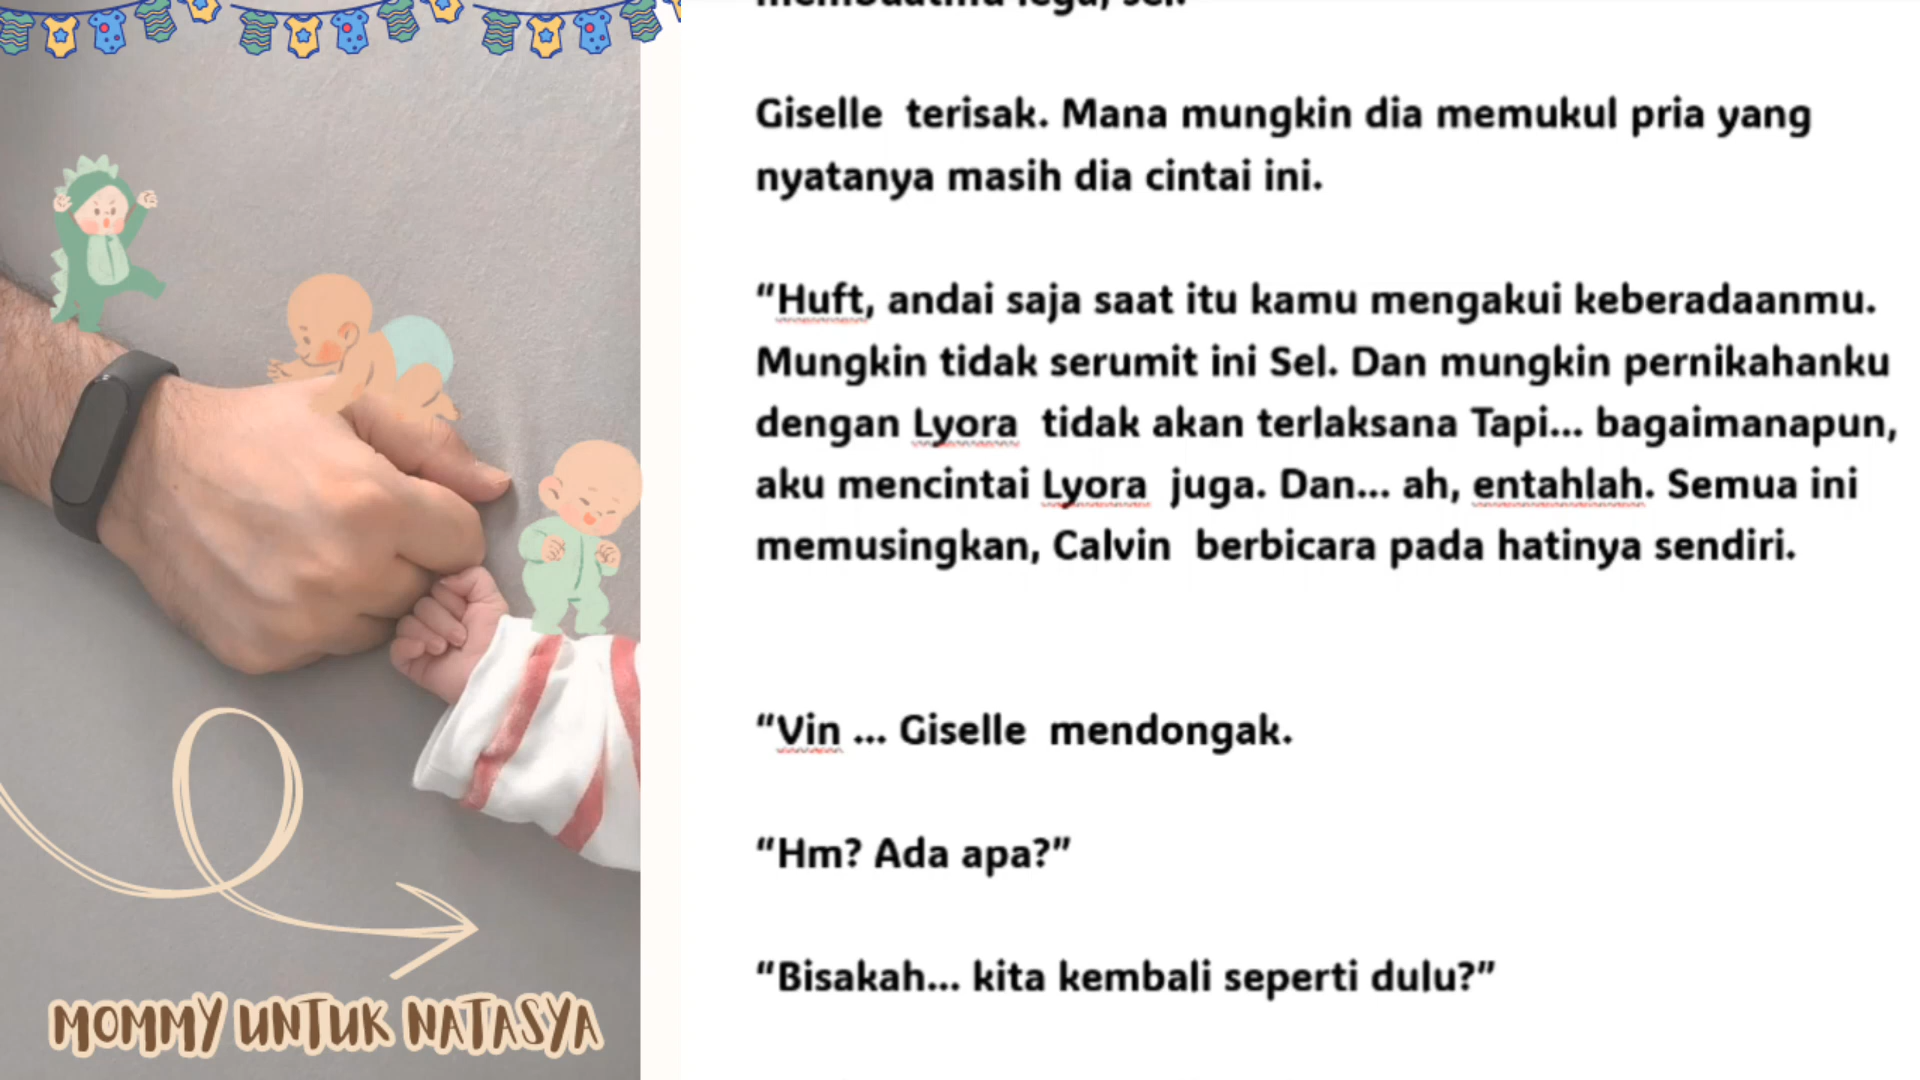 Giselle  terisak. Mana mungkin dia memukul pria yang
nyatanya masih dia cintai ini.
“Huft, andai saja saat itu kamu mengakui keberadaanmu.
Mungkin tidak serumit ini Sel. Dan mungkin pernikahanku
dengan Lyora  tidak akan terlaksana Tapi... bagaimanapun,
aku mencintai Lyora  juga. Dan... ah, entahlah. Semua ini
memusingkan, Calvin  berbicara pada hatinya sendiri.
“Vin ... Giselle  mendongak.
“Hm? Ada apa?”
“Bisakah... kita kembali seperti dulu?”
MOMMY UNTUK NATASYA